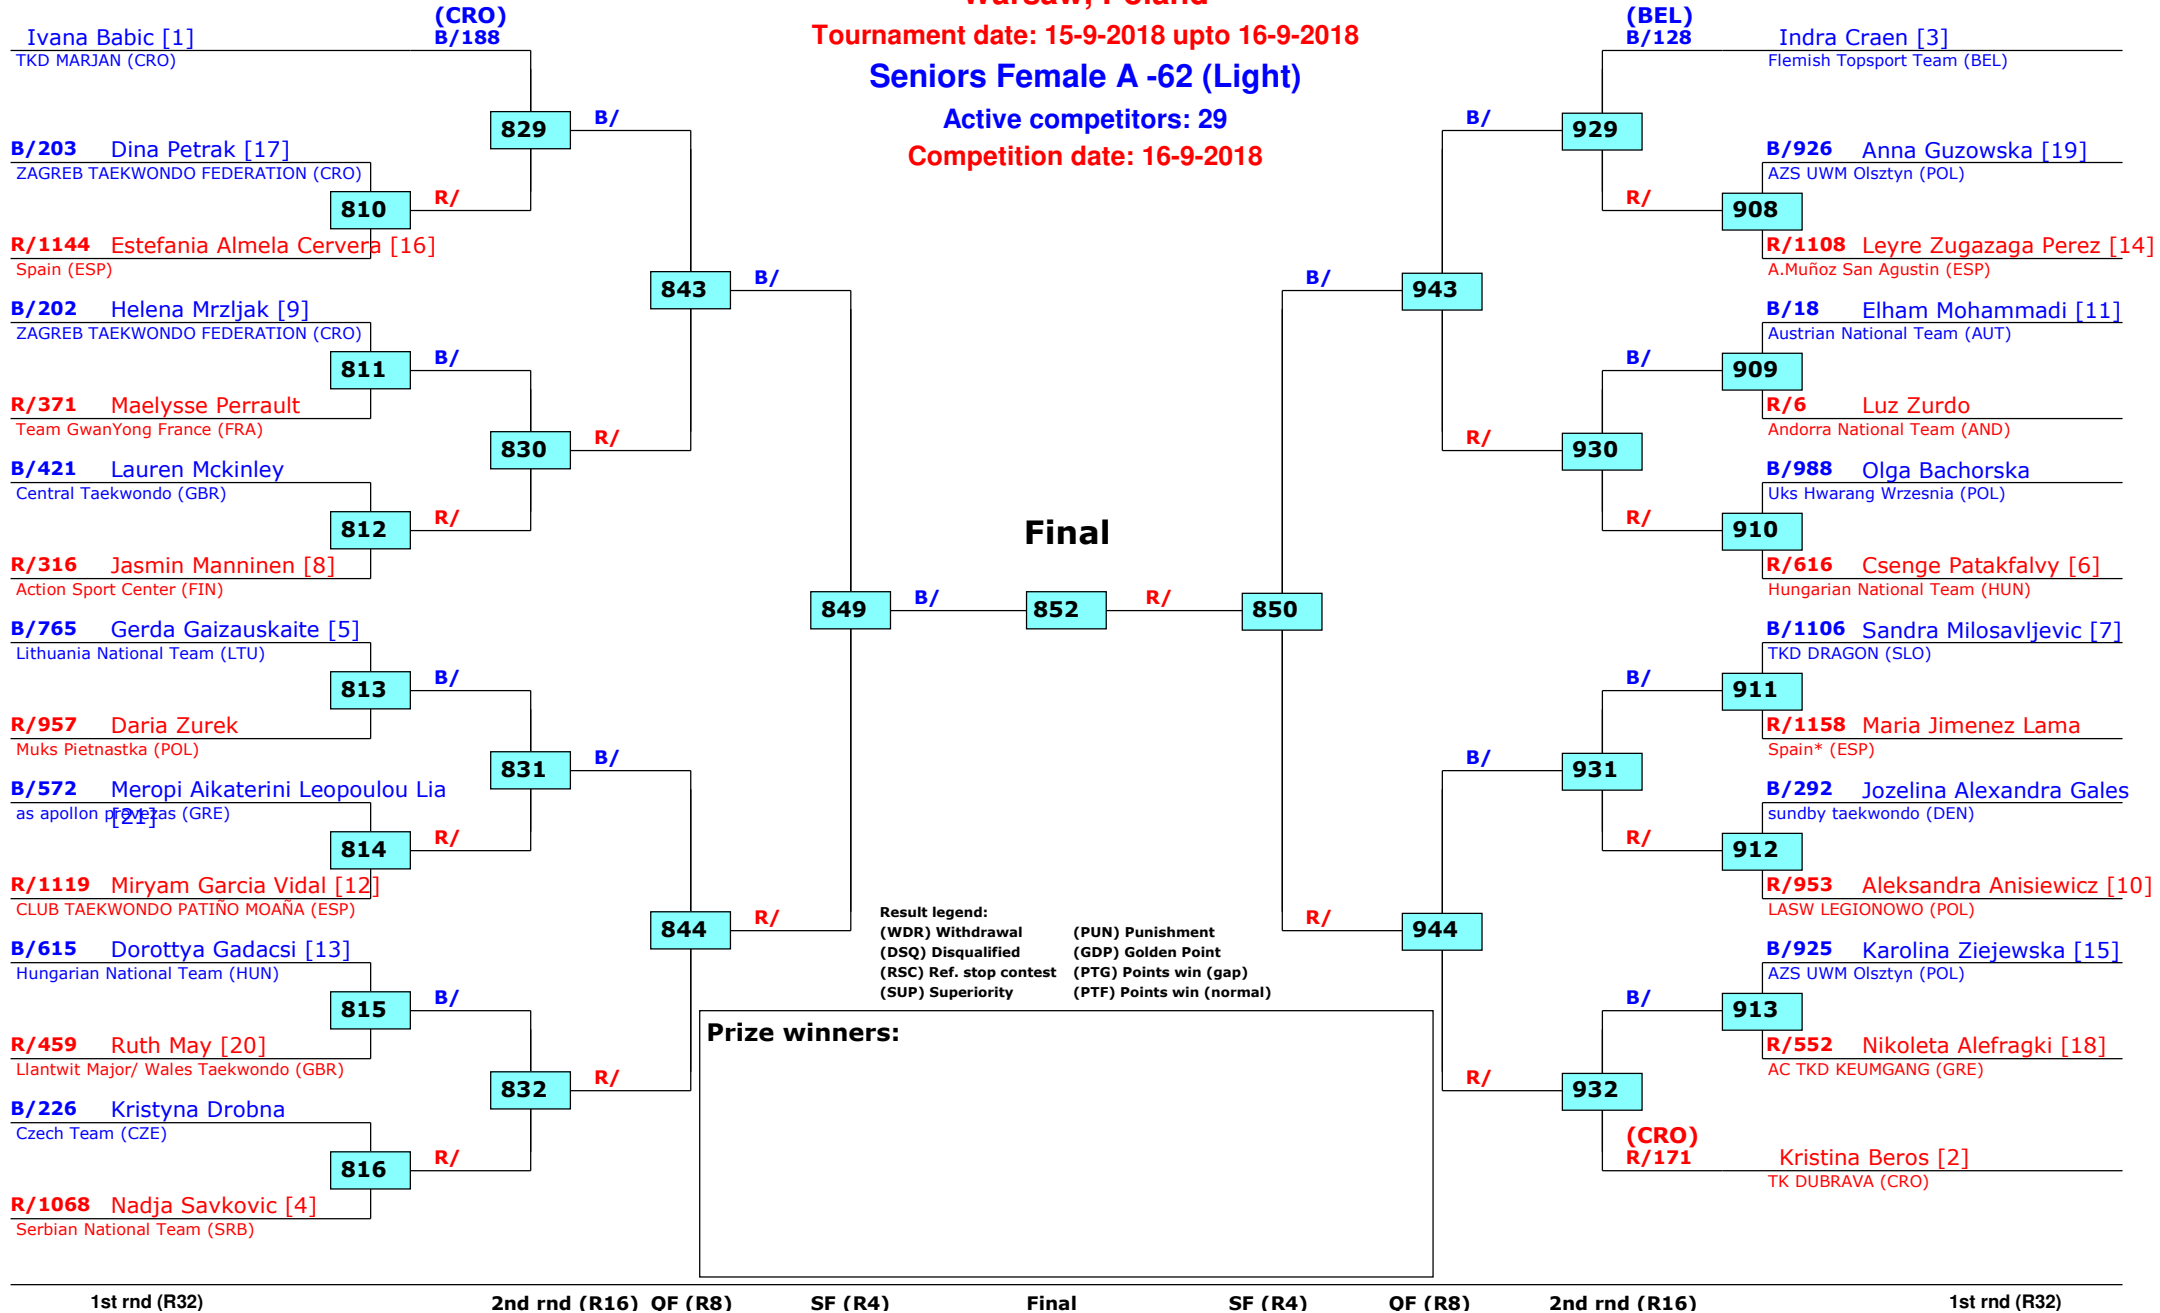 Warsaw, Poland
Tournament date: 15-9-2018 upto 16-9-2018
Seniors Female A -62 (Light)
Active competitors: 29
Competition date: 16-9-2018
(CRO)
Ivana Babic [1] B/188
TKD MARJAN (CRO)
829
B/
B/203 Dina Petrak [17]
ZAGREB TAEKWONDO FEDERATION (CRO)
810
R/
R/1144 Estefania Almela Cervera [16]
Spain (ESP)
843
B/
B/202 Helena Mrzljak [9]
ZAGREB TAEKWONDO FEDERATION (CRO)
811
B/
R/371 Maelysse Perrault
Team GwanYong France (FRA)
830
R/
B/421 Lauren Mckinley
Central Taekwondo (GBR)
812
R/
R/316 Jasmin Manninen [8]
Action Sport Center (FIN)
849
B/
B/765 Gerda Gaizauskaite [5]
Lithuania National Team (LTU)
813
B/
R/957 Daria Zurek
Muks Pietnastka (POL)
831
B/
B/572 Meropi Aikaterini Leopoulou Lia
[21]
as apollon prevezas (GRE)
814
R/
R/1119 Miryam Garcia Vidal [12]
CLUB TAEKWONDO PATIÑO MOAÑA (ESP)
844
R/
B/615 Dorottya Gadacsi [13]
Hungarian National Team (HUN)
815
B/
R/459 Ruth May [20]
Llantwit Major/ Wales Taekwondo (GBR)
832
R/
B/226 Kristyna Drobna
Czech Team (CZE)
816
R/
R/1068 Nadja Savkovic [4]
Serbian National Team (SRB)
Final
852
R/
850
(BEL)
B/128 Indra Craen [3]
Flemish Topsport Team (BEL)
B/
929
B/926 Anna Guzowska [19]
AZS UWM Olsztyn (POL)
R/
908
R/1108 Leyre Zugazaga Perez [14]
A.Muñoz San Agustin (ESP)
B/
943
B/18 Elham Mohammadi [11]
Austrian National Team (AUT)
B/
909
R/6 Luz Zurdo
Andorra National Team (AND)
R/
930
B/988 Olga Bachorska
Uks Hwarang Wrzesnia (POL)
R/
910
R/616 Csenge Patakfalvy [6]
Hungarian National Team (HUN)
B/1106 Sandra Milosavljevic [7]
TKD DRAGON (SLO)
B/
911
R/1158 Maria Jimenez Lama
Spain* (ESP)
B/
931
B/292 Jozelina Alexandra Gales
sundby taekwondo (DEN)
R/
912
R/953 Aleksandra Anisiewicz [10]
LASW LEGIONOWO (POL)
R/
944
B/925 Karolina Ziejewska [15]
AZS UWM Olsztyn (POL)
B/
913
R/552 Nikoleta Alefragki [18]
AC TKD KEUMGANG (GRE)
R/
932
(CRO)
R/171 Kristina Beros [2]
TK DUBRAVA (CRO)
Result legend:
(WDR) Withdrawal (PUN) Punishment
(DSQ) Disqualified (GDP) Golden Point
(RSC) Ref. stop contest (PTG) Points win (gap)
(SUP) Superiority (PTF) Points win (normal)
Prize winners:
1st rnd (R32) 2nd rnd (R16) QF (R8) SF (R4) Final SF (R4) QF (R8) 2nd rnd (R16) 1st rnd (R32)